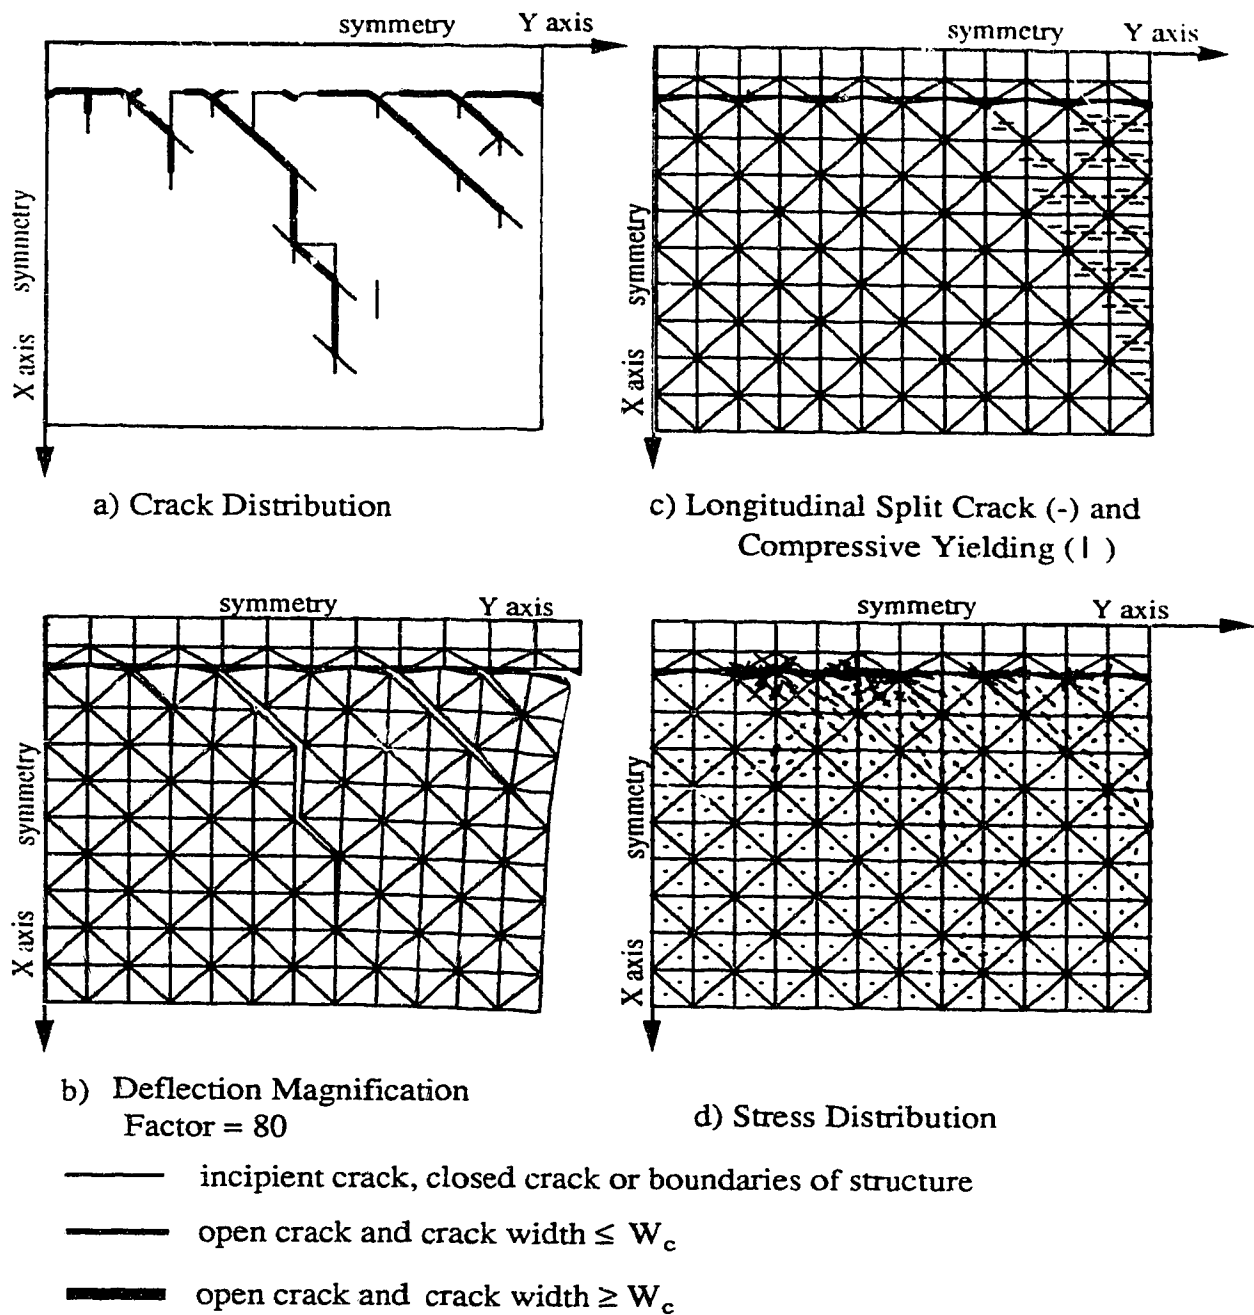 symmetry Y axis
symmetry
X axis
a) Crack Distribution
symmetry Y axis
symmetry
X axis
c) Longitudinal Split Crack (-) and
Compressive Yielding ( | )
symmetry Y axis
symmetry
X axis
b) Deflection Magnification
Factor = 80
symmetry Y axis
symmetry
X axis
d) Stress Distribution
incipient crack, closed crack or boundaries of structure
open crack and crack width ≤ Wc
open crack and crack width ≥ Wc